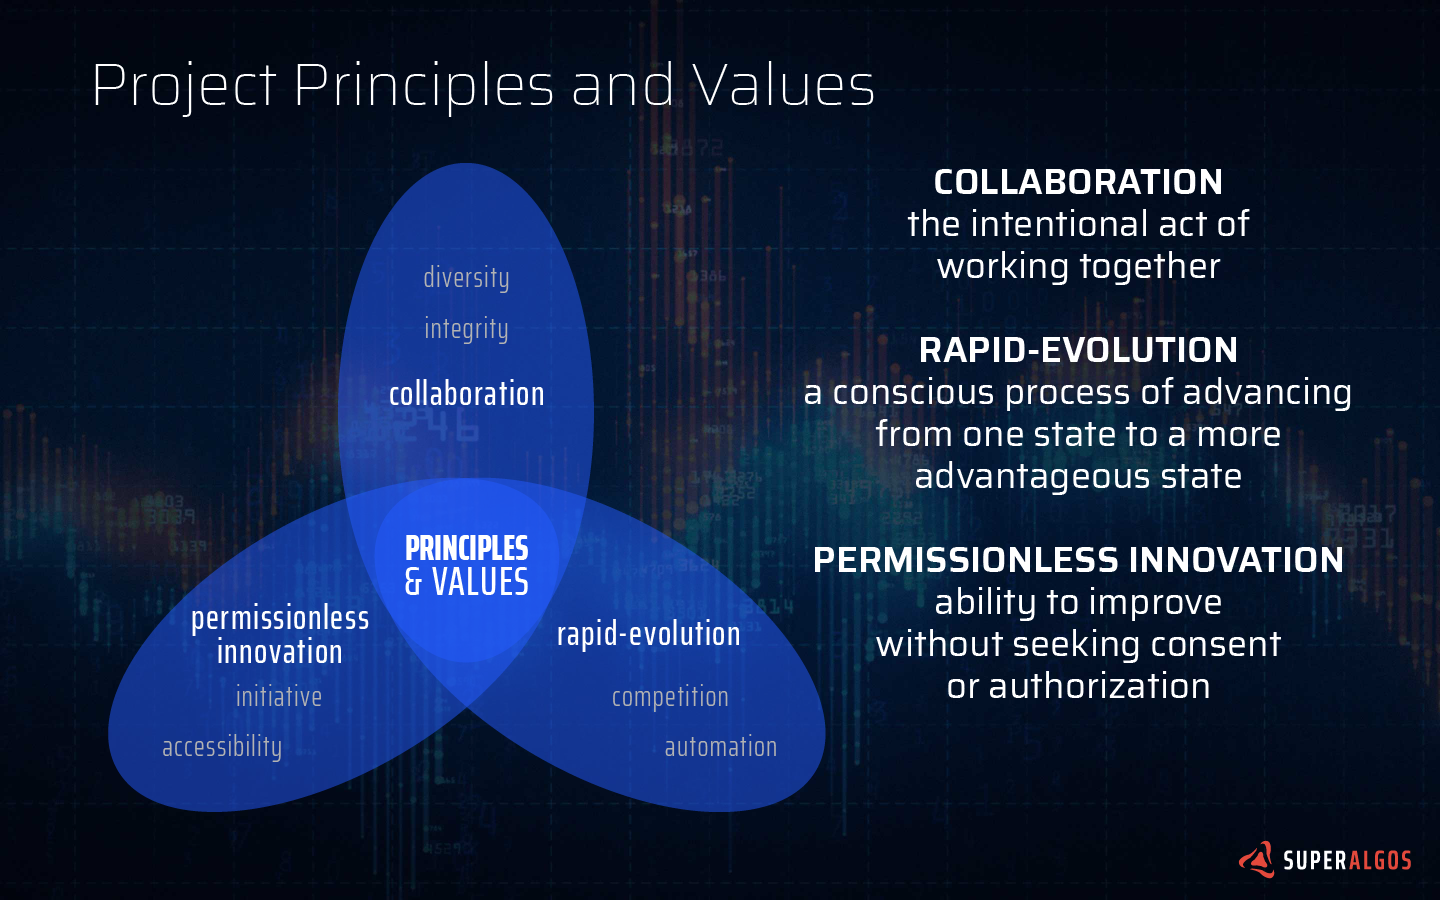 Project Principles and Values
diversity
integrity
collaboration
PRINCIPLES
& VALUES
permissionless
innovation
initiative
accessibility
rapid-evolution
competition
automation
COLLABORATION
the intentional act of
working together
RAPID-EVOLUTION
a conscious process of advancing
from one state to a more
advantageous state
PERMISSIONLESS INNOVATION
ability to improve
without seeking consent
or authorization
SUPERALGOS